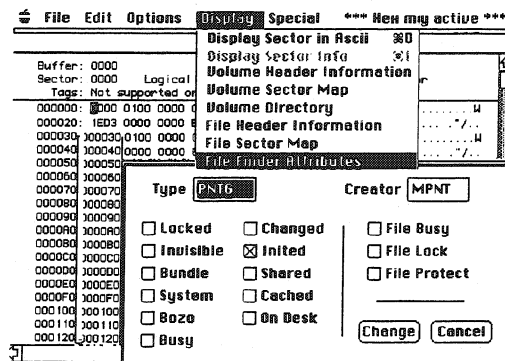 File Edit Options Display Special *** Hex mig active ***
Display Sector in Ascii ⌘D
Display Sector Info
Volume Header Information
Volume Sector Map
Volume Directory
File Header Information
File Sector Map
File Finder Attributes
Buffer: 0000
Sector: 0000 Logical
Tags: Not supported or
000000: 0000 0100 0000
000020: 1ED3 0000 0000
000030 000030 0100 0000
000040 000040 0000 0000
000050 000050
000060 000060
000070 000070
000080 000080
000090 000090
0000A0 0000A0
0000B0 0000B0
0000C0 0000C0
0000D0 0000D0
0000E0 0000E0
0000F0 0000F0
000100 000100
000110 000110
000120 000120
Type PNTG Creator MPNT
Locked Changed File Busy
Invisible Inited File Lock
Bundle Shared File Protect
System Cached
Bozo On Desk
Busy
Change Cancel